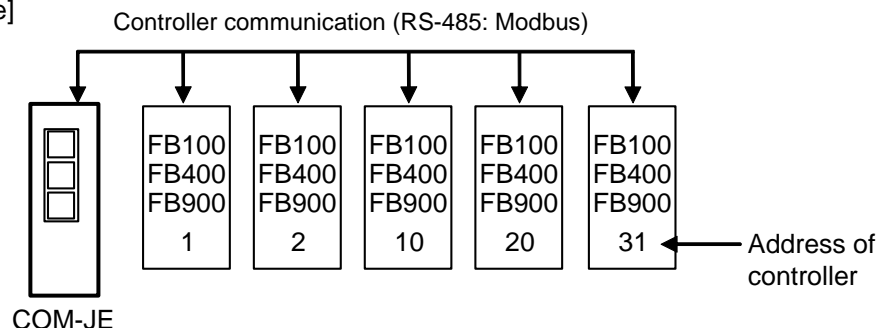 e]
Controller communication (RS-485: Modbus)
FB100 FB100 FB100 FB100 FB100
FB400 FB400 FB400 FB400 FB400
FB900 FB900 FB900 FB900 FB900
1 2 10 20 31
Address of
controller
COM-JE